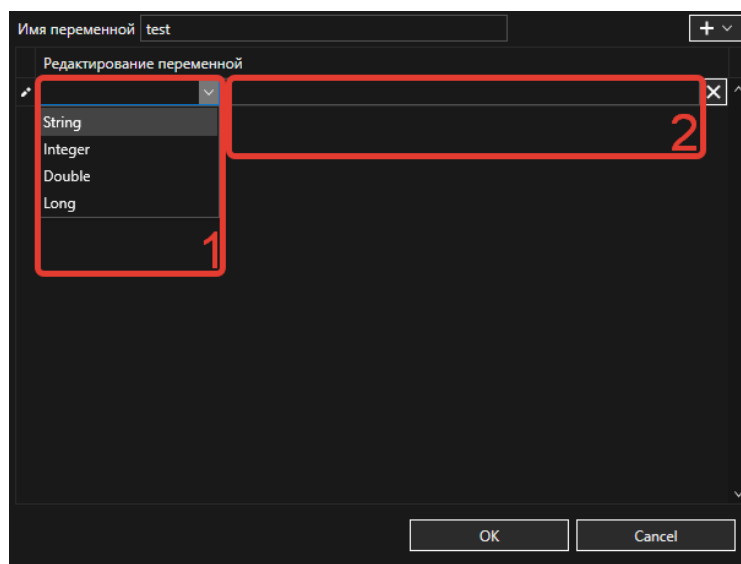 Имя переменной test
Редактирование переменной
String
Integer
Double
Long
1
2
OK Cancel